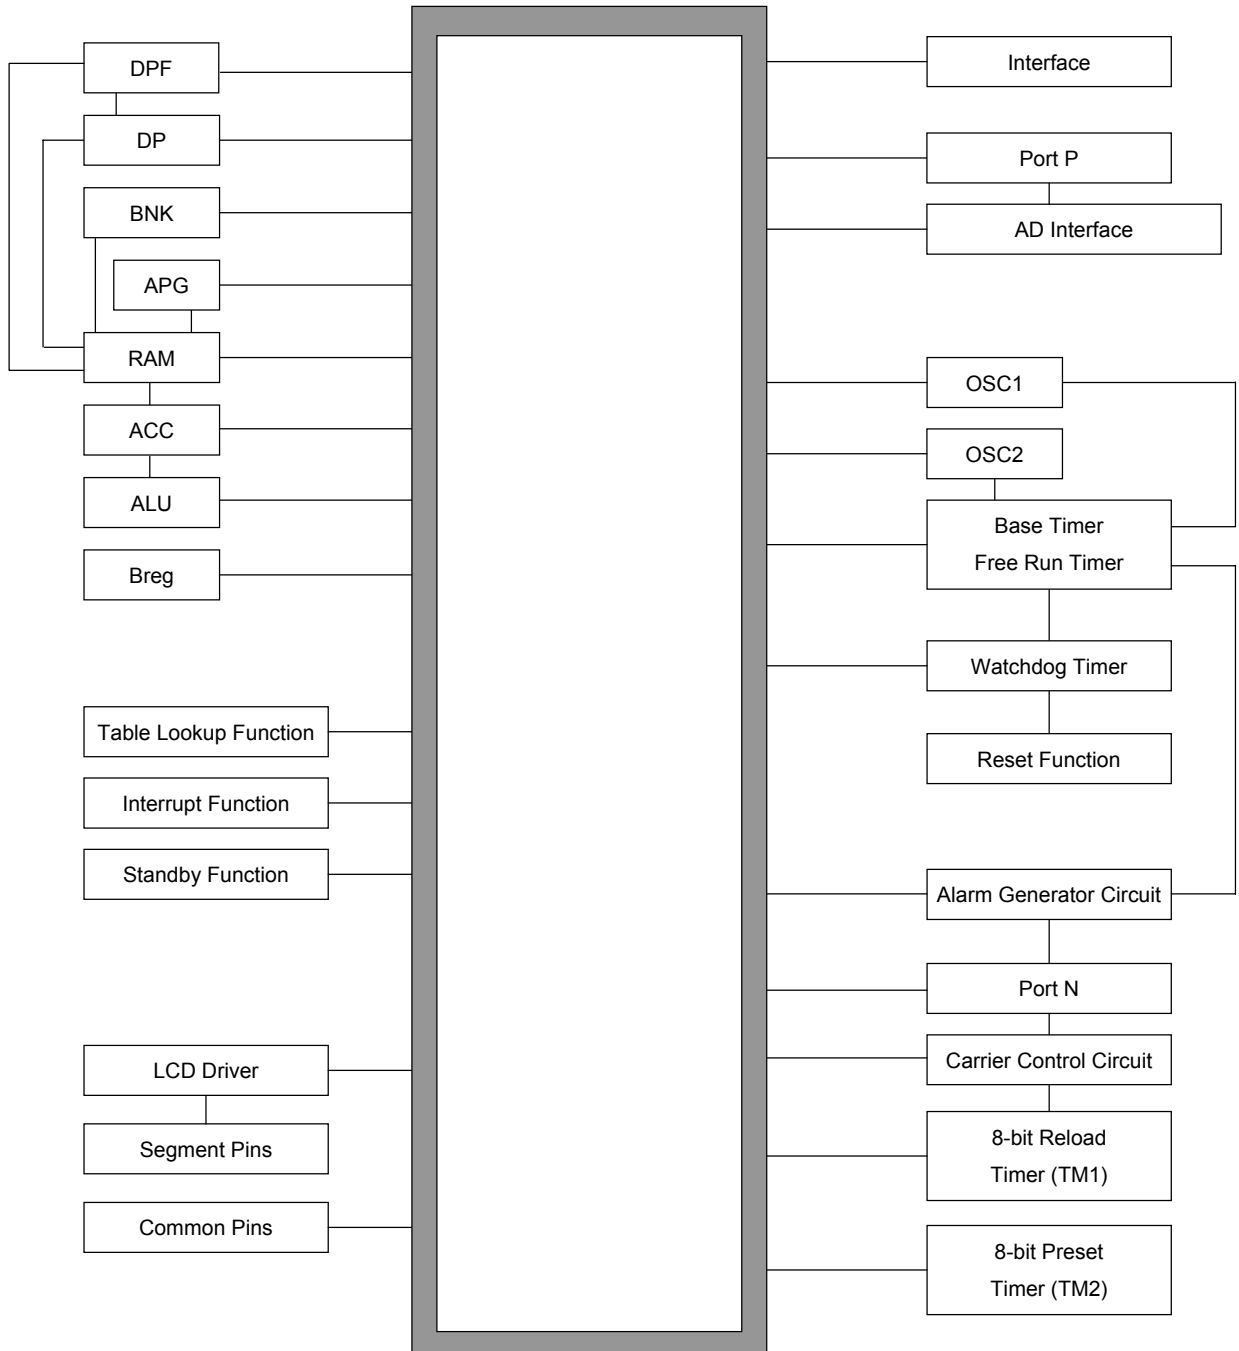 DPF
DP
BNK
APG
RAM
ACC
ALU
Breg
Table Lookup Function
Interrupt Function
Standby Function
LCD Driver
Segment Pins
Common Pins
Interface
Port P
AD Interface
OSC1
OSC2
Base Timer
Free Run Timer
Watchdog Timer
Reset Function
Alarm Generator Circuit
Port N
Carrier Control Circuit
8-bit Reload
Timer (TM1)
8-bit Preset
Timer (TM2)